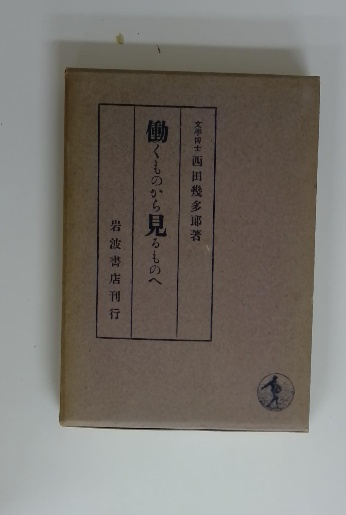 文學博士 西田幾多郎著
働くものから見るものへ
岩波書店刊行